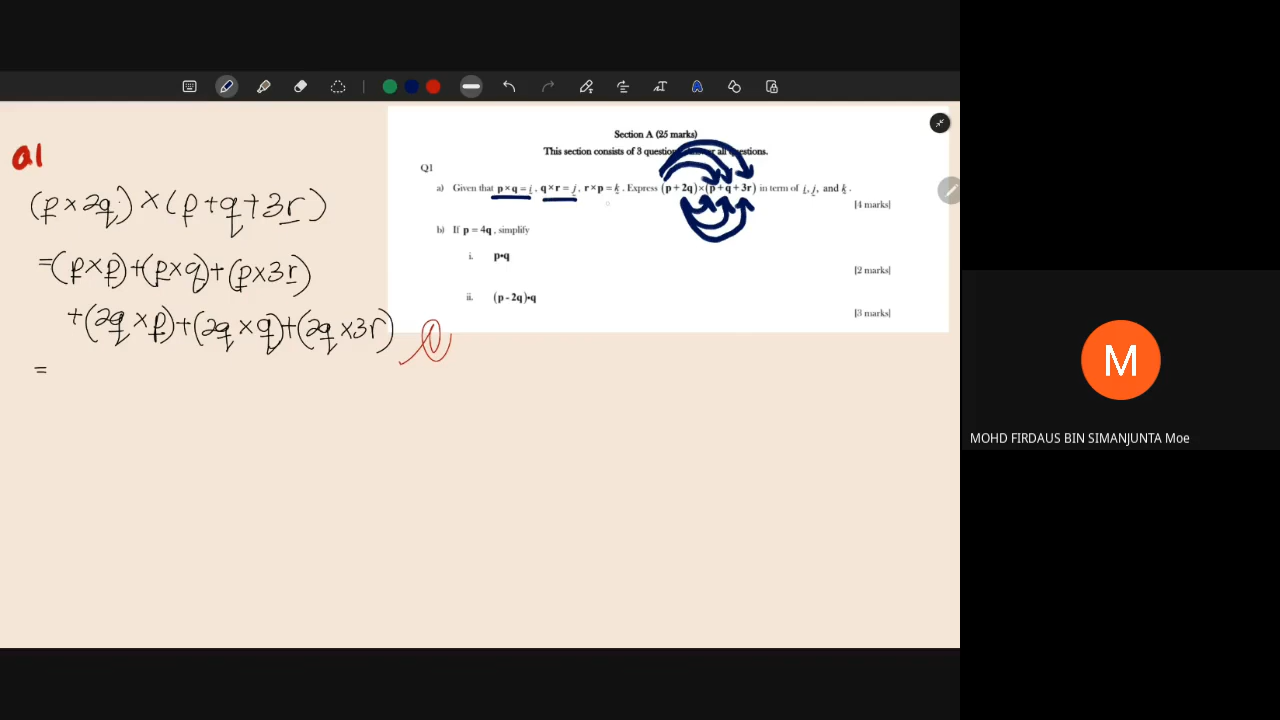 Section A (25 marks)
This section consists of 3 questions. Answer all questions.
Q1
a) Given that p × q = i, q × r = j, r × p = k. Express (p + 2q)×(p + q + 3r) in term of i, j, and k.
[4 marks]
b) If p = 4q, simplify
i. p•q
[2 marks]
ii. (p - 2q)•q
[3 marks]
a)
(p × 2q) × (p + q + 3r)
=(p × p)+(p × q)+(p × 3r)
+(2q × p)+(2q × q)+(2q × 3r)
=
M
MOHD FIRDAUS BIN SIMANJUNTA Moe